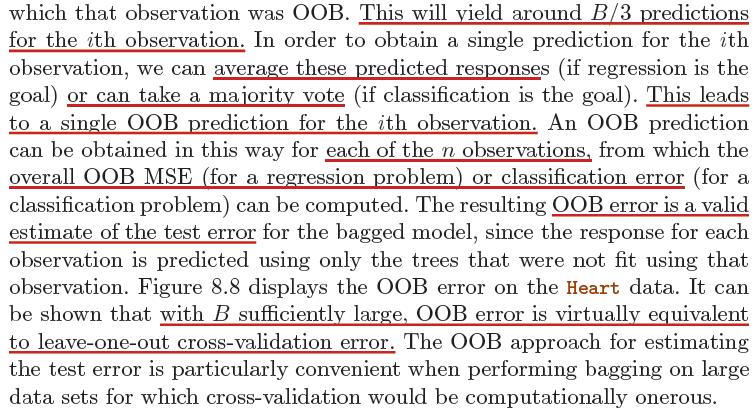 which that observation was OOB. This will yield around B/3 predictions
for the ith observation. In order to obtain a single prediction for the ith
observation, we can average these predicted responses (if regression is the
goal) or can take a majority vote (if classification is the goal). This leads
to a single OOB prediction for the ith observation. An OOB prediction
can be obtained in this way for each of the n observations, from which the
overall OOB MSE (for a regression problem) or classification error (for a
classification problem) can be computed. The resulting OOB error is a valid
estimate of the test error for the bagged model, since the response for each
observation is predicted using only the trees that were not fit using that
observation. Figure 8.8 displays the OOB error on the Heart data. It can
be shown that with B sufficiently large, OOB error is virtually equivalent
to leave-one-out cross-validation error. The OOB approach for estimating
the test error is particularly convenient when performing bagging on large
data sets for which cross-validation would be computationally onerous.